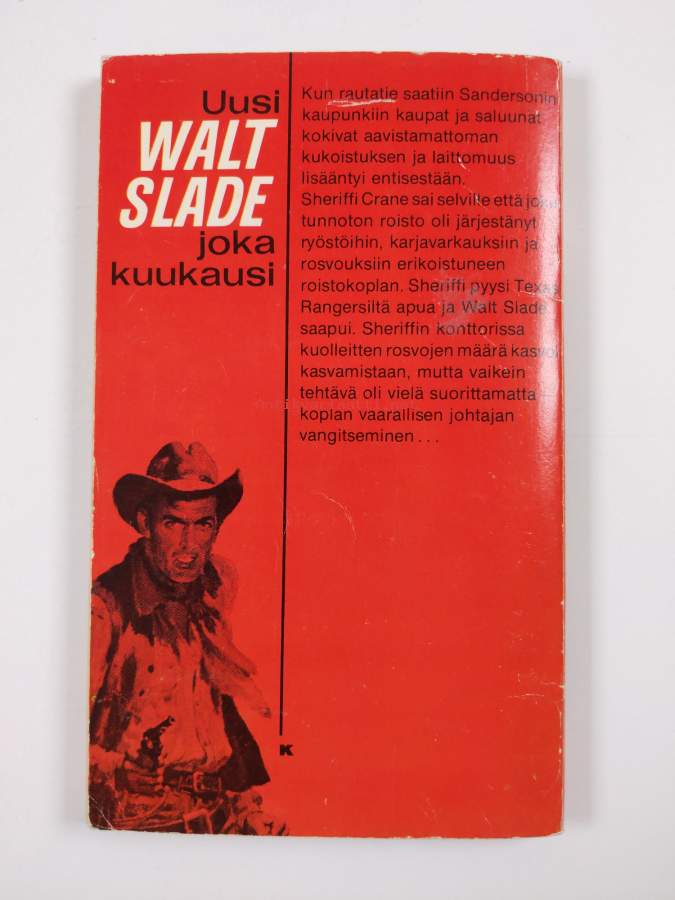 Uusi
WALT
SLADE
joka
kuukausi
Kun rautatie saatiin Sandersonin
kaupunkiin kaupat ja saluunat
kokivat aavistamattoman
kukoistuksen ja laittomuus
lisääntyi entisestään.
Sheriffi Crane sai selville että joku
tunnoton roisto oli järjestänyt
ryöstöihin, karjavarkauksiin ja
rosvouksiin erikoistuneen
roistokoplan. Sheriffi pyysi Texas
Rangersiltä apua ja Walt Slade
saapui. Sheriffin konttorissa
kuolleitten rosvojen määrä kasvoi
kasvamistaan, mutta vaikein
tehtävä oli vielä suorittamatta –
koplan vaarallisen johtajan
vangitseminen ...
K